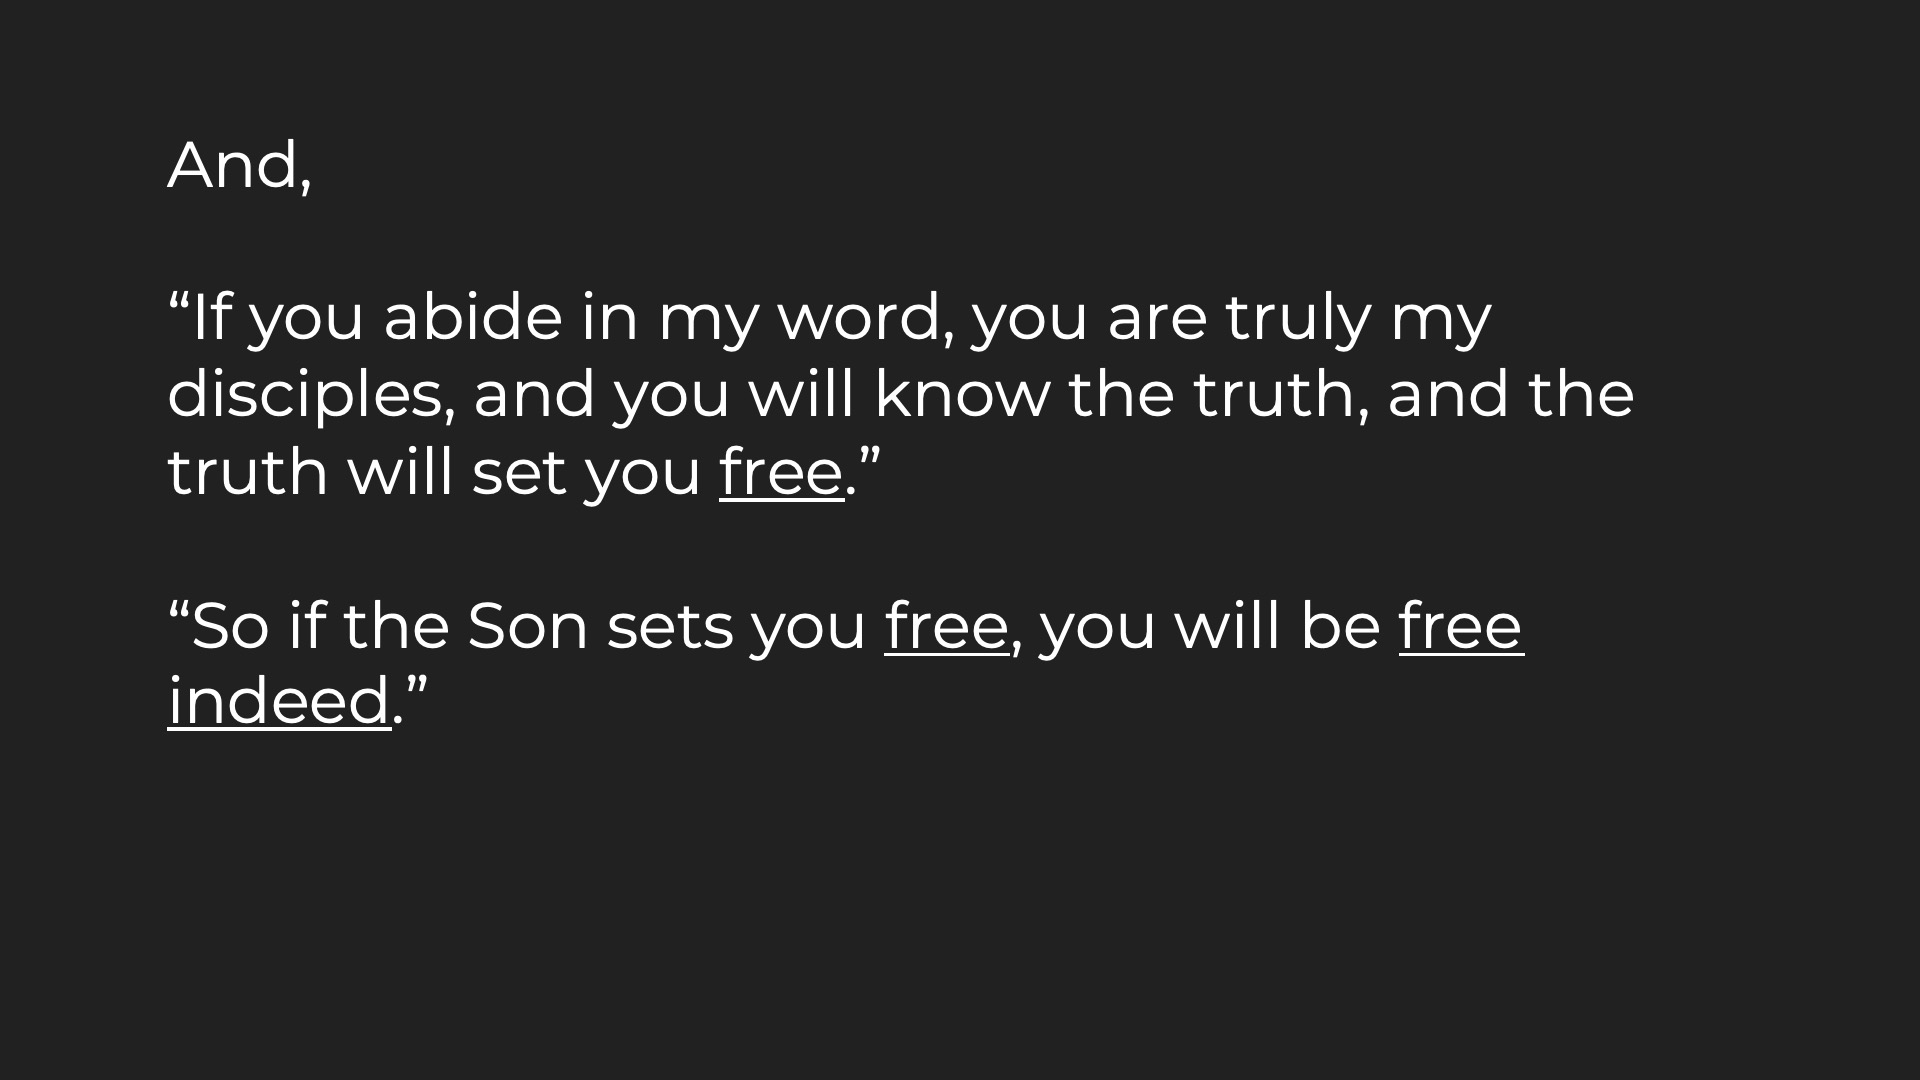 And,
“If you abide in my word, you are truly my
disciples, and you will know the truth, and the
truth will set you free.”
“So if the Son sets you free, you will be free
indeed.”